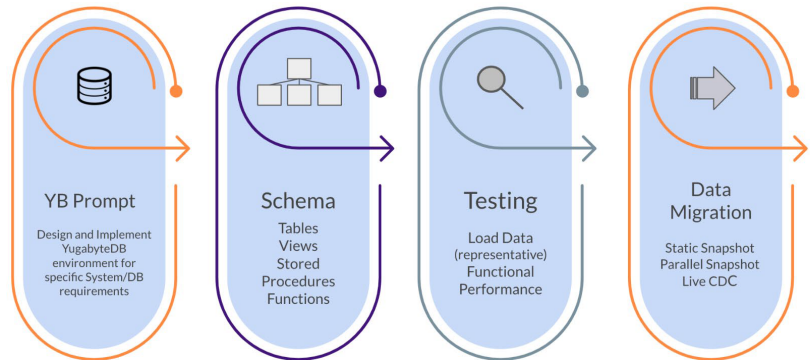 YB Prompt
Design and Implement
YugabyteDB
environment for
specific System/DB
requirements
Schema
Tables
Views
Stored
Procedures
Functions
Testing
Load Data
(representative)
Functional
Performance
Data
Migration
Static Snapshot
Parallel Snapshot
Live CDC